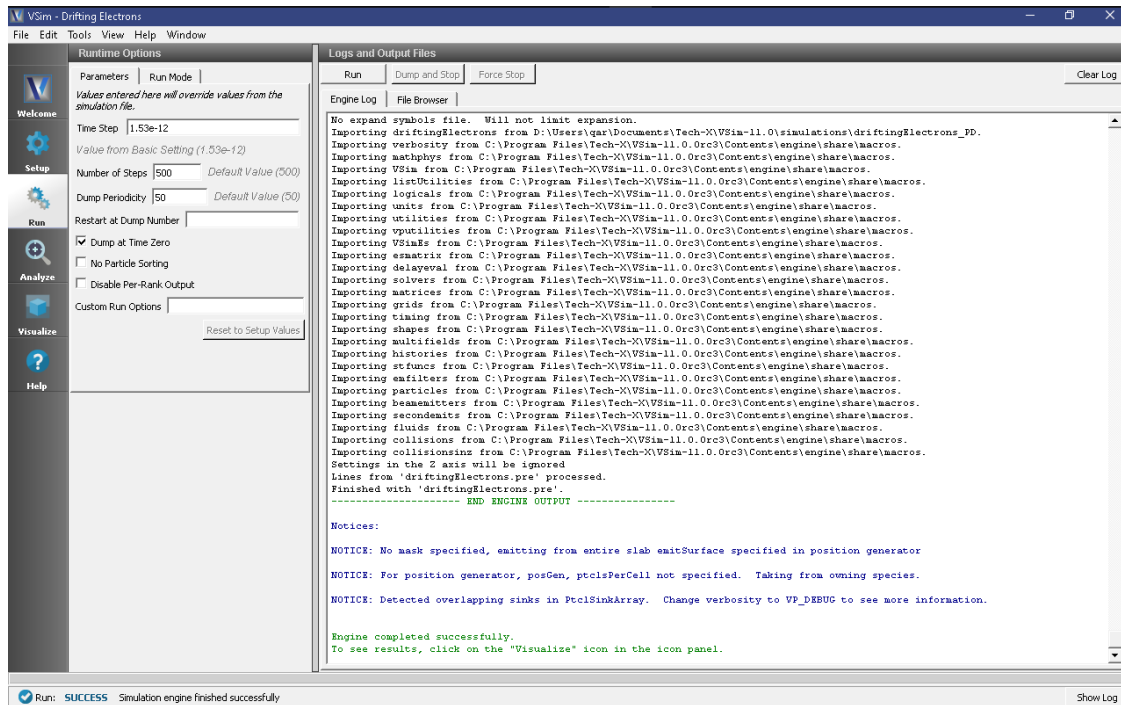 VSim - Drifting Electrons
File Edit Tools View Help Window
Runtime Options
Logs and Output Files
Welcome
Setup
Run
Analyze
Visualize
Help
Parameters
Run Mode
Values entered here will override values from the
simulation file.
Time Step 1.53e-12
Value from Basic Setting (1.53e-12)
Number of Steps 500 Default Value (500)
Dump Periodicity 50 Default Value (50)
Restart at Dump Number
Dump at Time Zero
No Particle Sorting
Disable Per-Rank Output
Custom Run Options
Reset to Setup Values
Run Dump and Stop Force Stop Clear Log
Engine Log File Browser
No expand symbols file. Will not limit expansion.
Importing driftingElectrons from D:\Users\qar\Documents\Tech-X\VSim-11.0\simulations\driftingElectrons_PD.
Importing verbosity from C:\Program Files\Tech-X\VSim-11.0.0rc3\Contents\engine\share\macros.
Importing mathphys from C:\Program Files\Tech-X\VSim-11.0.0rc3\Contents\engine\share\macros.
Importing VSim from C:\Program Files\Tech-X\VSim-11.0.0rc3\Contents\engine\share\macros.
Importing listUtilities from C:\Program Files\Tech-X\VSim-11.0.0rc3\Contents\engine\share\macros.
Importing logicals from C:\Program Files\Tech-X\VSim-11.0.0rc3\Contents\engine\share\macros.
Importing units from C:\Program Files\Tech-X\VSim-11.0.0rc3\Contents\engine\share\macros.
Importing utilities from C:\Program Files\Tech-X\VSim-11.0.0rc3\Contents\engine\share\macros.
Importing vputilities from C:\Program Files\Tech-X\VSim-11.0.0rc3\Contents\engine\share\macros.
Importing VSimEs from C:\Program Files\Tech-X\VSim-11.0.0rc3\Contents\engine\share\macros.
Importing esmatrix from C:\Program Files\Tech-X\VSim-11.0.0rc3\Contents\engine\share\macros.
Importing delayeval from C:\Program Files\Tech-X\VSim-11.0.0rc3\Contents\engine\share\macros.
Importing solvers from C:\Program Files\Tech-X\VSim-11.0.0rc3\Contents\engine\share\macros.
Importing matrices from C:\Program Files\Tech-X\VSim-11.0.0rc3\Contents\engine\share\macros.
Importing grids from C:\Program Files\Tech-X\VSim-11.0.0rc3\Contents\engine\share\macros.
Importing timing from C:\Program Files\Tech-X\VSim-11.0.0rc3\Contents\engine\share\macros.
Importing shapes from C:\Program Files\Tech-X\VSim-11.0.0rc3\Contents\engine\share\macros.
Importing multifields from C:\Program Files\Tech-X\VSim-11.0.0rc3\Contents\engine\share\macros.
Importing histories from C:\Program Files\Tech-X\VSim-11.0.0rc3\Contents\engine\share\macros.
Importing stfuncs from C:\Program Files\Tech-X\VSim-11.0.0rc3\Contents\engine\share\macros.
Importing emfilters from C:\Program Files\Tech-X\VSim-11.0.0rc3\Contents\engine\share\macros.
Importing particles from C:\Program Files\Tech-X\VSim-11.0.0rc3\Contents\engine\share\macros.
Importing beamemitters from C:\Program Files\Tech-X\VSim-11.0.0rc3\Contents\engine\share\macros.
Importing secondemits from C:\Program Files\Tech-X\VSim-11.0.0rc3\Contents\engine\share\macros.
Importing fluids from C:\Program Files\Tech-X\VSim-11.0.0rc3\Contents\engine\share\macros.
Importing collisions from C:\Program Files\Tech-X\VSim-11.0.0rc3\Contents\engine\share\macros.
Importing collisionsinz from C:\Program Files\Tech-X\VSim-11.0.0rc3\Contents\engine\share\macros.
Settings in the Z axis will be ignored
Lines from 'driftingElectrons.pre' processed.
Finished with 'driftingElectrons.pre'.
--------------------- END ENGINE OUTPUT ----------------
Notices:
NOTICE: No mask specified, emitting from entire slab emitSurface specified in position generator
NOTICE: For position generator, posGen, ptclsPerCell not specified. Taking from owning species.
NOTICE: Detected overlapping sinks in PtclSinkArray. Change verbosity to VP_DEBUG to see more information.
Engine completed successfully.
To see results, click on the "Visualize" icon in the icon panel.
Run: SUCCESS Simulation engine finished successfully
Show Log